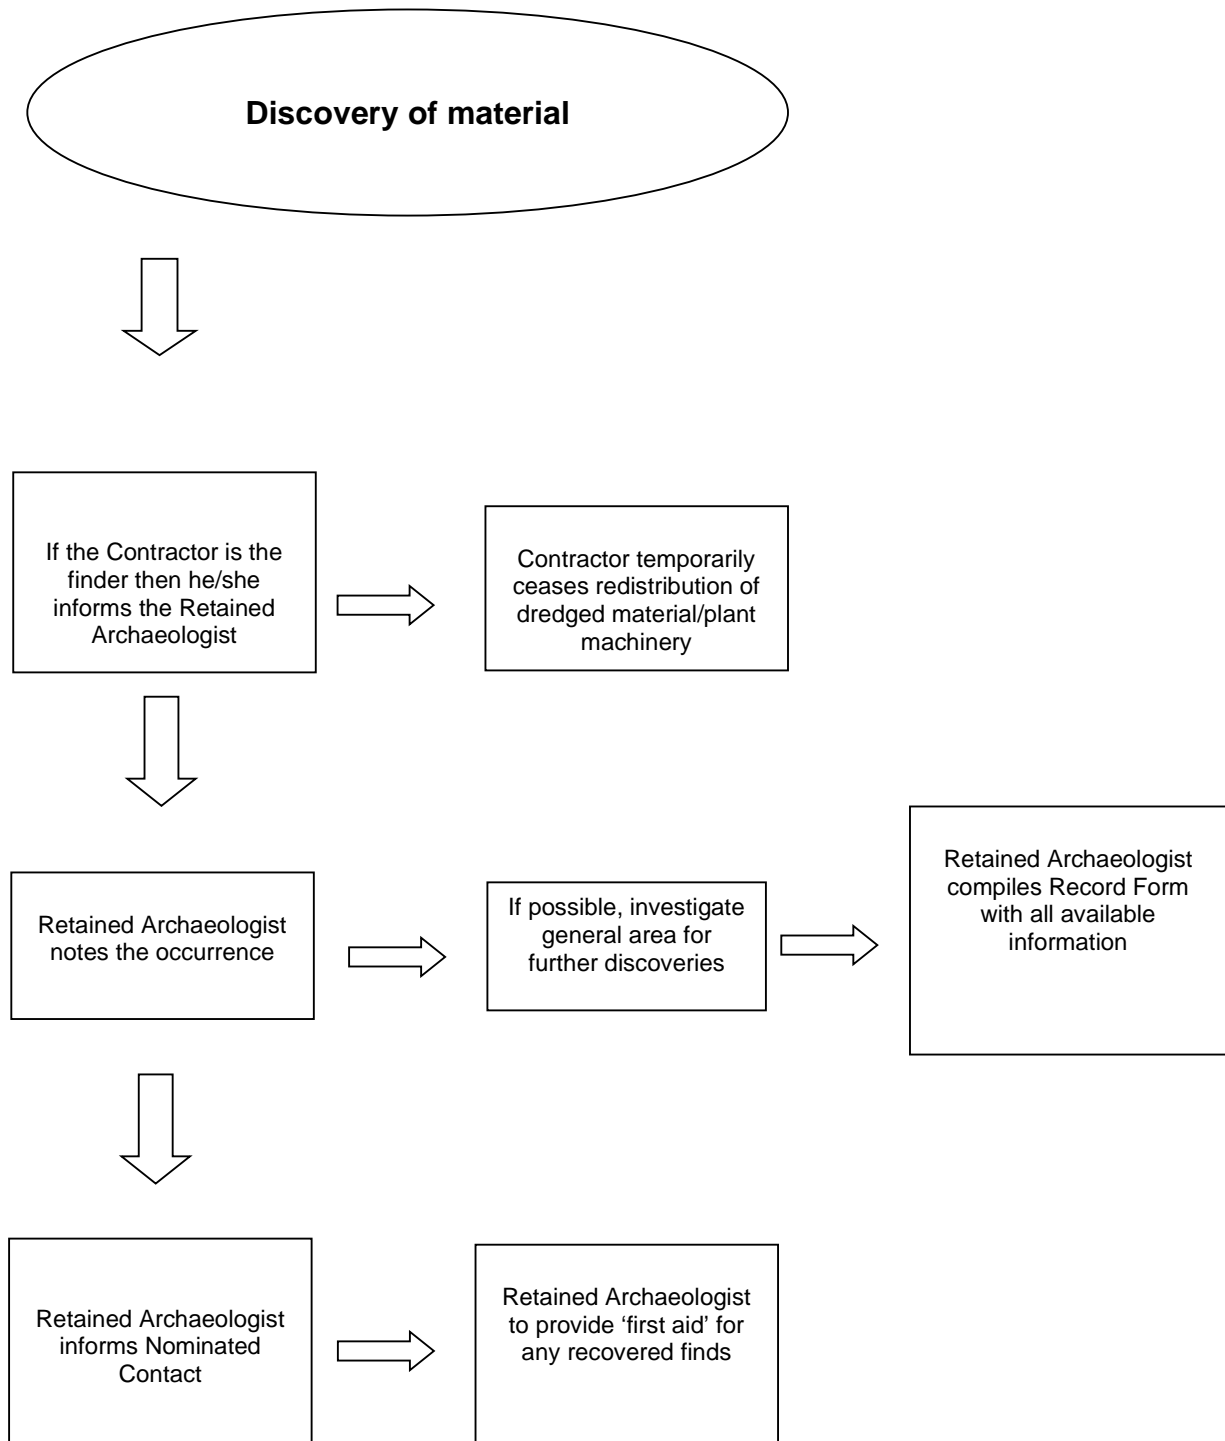 Discovery of material
If the Contractor is the
finder then he/she
informs the Retained
Archaeologist
Contractor temporarily
ceases redistribution of
dredged material/plant
machinery
Retained Archaeologist
notes the occurrence
If possible, investigate
general area for
further discoveries
Retained Archaeologist
compiles Record Form
with all available
information
Retained Archaeologist
informs Nominated
Contact
Retained Archaeologist
to provide ‘first aid’ for
any recovered finds